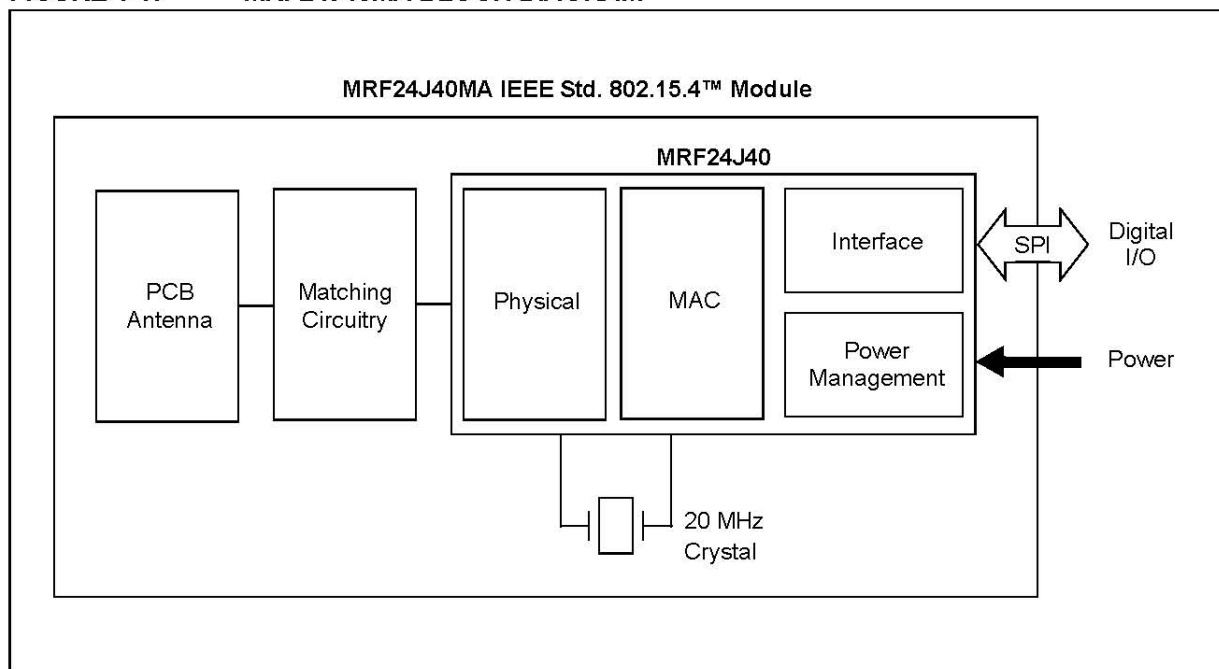 MRF24J40MA IEEE Std. 802.15.4™ Module
MRF24J40
PCB
Antenna
Matching
Circuitry
Physical
MAC
Interface
Power
Management
SPI
Digital
I/O
Power
20 MHz
Crystal